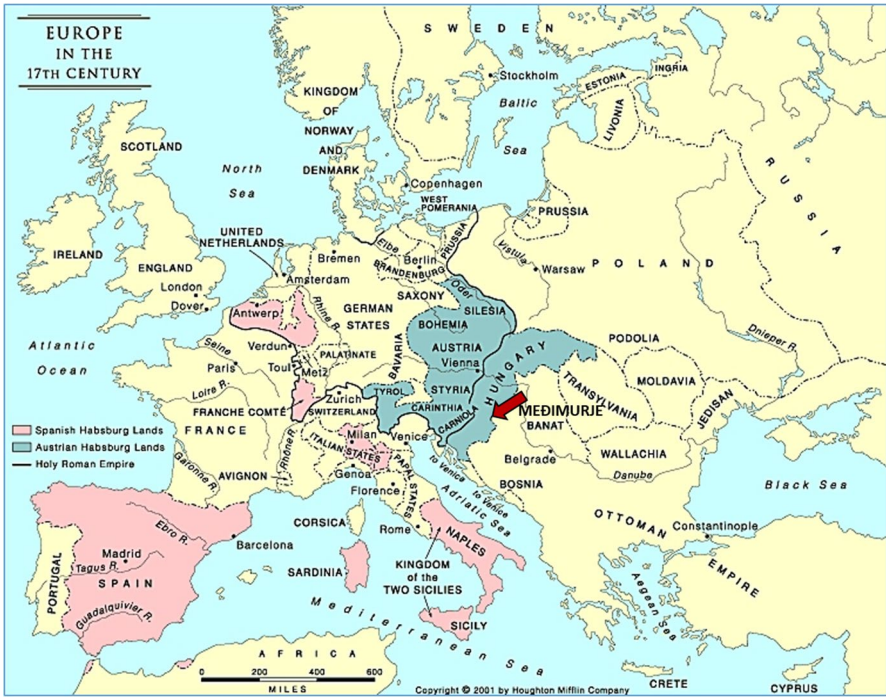 EUROPE
IN THE
17TH CENTURY
SWEDEN
Stockholm
ESTONIA
INGRIA
LIVONIA
Baltic
Sea
KINGDOM
OF
NORWAY
AND
DENMARK
SCOTLAND
North
Sea
Copenhagen
WEST
POMERANIA
PRUSSIA
PRUSSIA
RUSSIA
IRELAND
UNITED
NETHERLANDS
ENGLAND
London
Dover
Amsterdam
Bremen
Elbe
Berlin
BRANDENBURG
Vistula
Warsaw
POLAND
Antwerp
Rhine R.
GERMAN
STATES
SAXONY
Oder
SILESIA
BOHEMIA
Dnieper R.
Atlantic
Ocean
Seine
Paris
Verdun
Toul
Metz
PALATINATE
BAVARIA
AUSTRIA
Vienna
HUNGARY
PODOLIA
Loire R.
FRANCHE COMTÉ
FRANCE
Zurich
SWITZERLAND
TYROL
STYRIA
CARINTHIA
CARNIOLA
MEĐIMURJE
BANAT
TRANSYLVANIA
MOLDAVIA
JEDISAN
Spanish Habsburg Lands
Austrian Habsburg Lands
Holy Roman Empire
Garonne R.
AVIGNON
Rhône R.
ITALIAN
STATES
Milan
Venice
Genoa
Florence
PAPAL STATES
to Venice
to Venice
Adriatic Sea
Belgrade
BOSNIA
WALLACHIA
Danube
Black Sea
OTTOMAN
EMPIRE
Constantinople
CORSICA
Rome
NAPLES
Ebro R.
Barcelona
Madrid
Tagus R.
SPAIN
PORTUGAL
Guadalquivier R.
SARDINIA
KINGDOM
of the
TWO SICILIES
SICILY
Aegean Sea
Mediterranean Sea
AFRICA
0 200 400 600
MILES
Copyright © 2001 by Houghton Mifflin Company
CRETE
CYPRUS